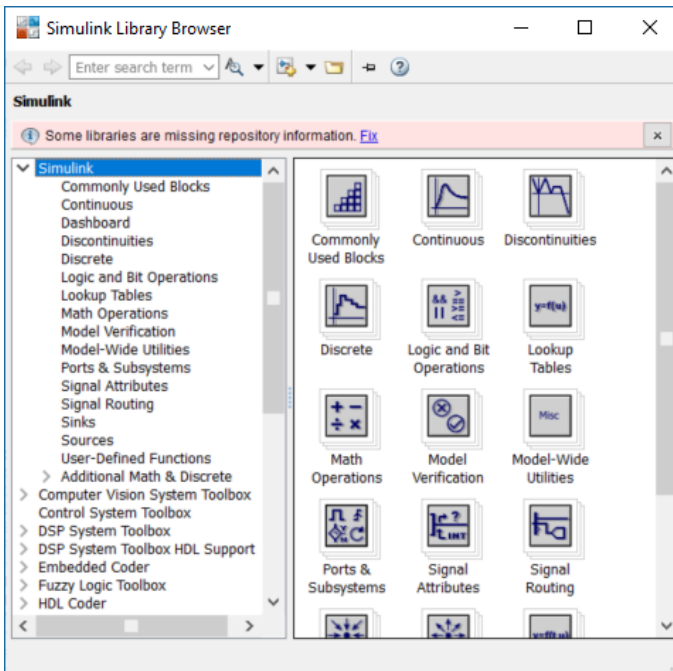 Simulink Library Browser
Enter search term
Simulink
Some libraries are missing repository information. Fix
Simulink
Commonly Used Blocks
Continuous
Dashboard
Discontinuities
Discrete
Logic and Bit Operations
Lookup Tables
Math Operations
Model Verification
Model-Wide Utilities
Ports & Subsystems
Signal Attributes
Signal Routing
Sinks
Sources
User-Defined Functions
Additional Math & Discrete
Computer Vision System Toolbox
Control System Toolbox
DSP System Toolbox
DSP System Toolbox HDL Support
Embedded Coder
Fuzzy Logic Toolbox
HDL Coder
Commonly
Used Blocks
Continuous
Discontinuities
&& >
== 
|| >=
<=
y=f(u)
Discrete
Logic and Bit
Operations
Lookup
Tables
+ −
÷ ×
Misc
Math
Operations
Model
Verification
Model-Wide
Utilities
?
INT
Ports &
Subsystems
Signal
Attributes
Signal
Routing
y=f(t,u)